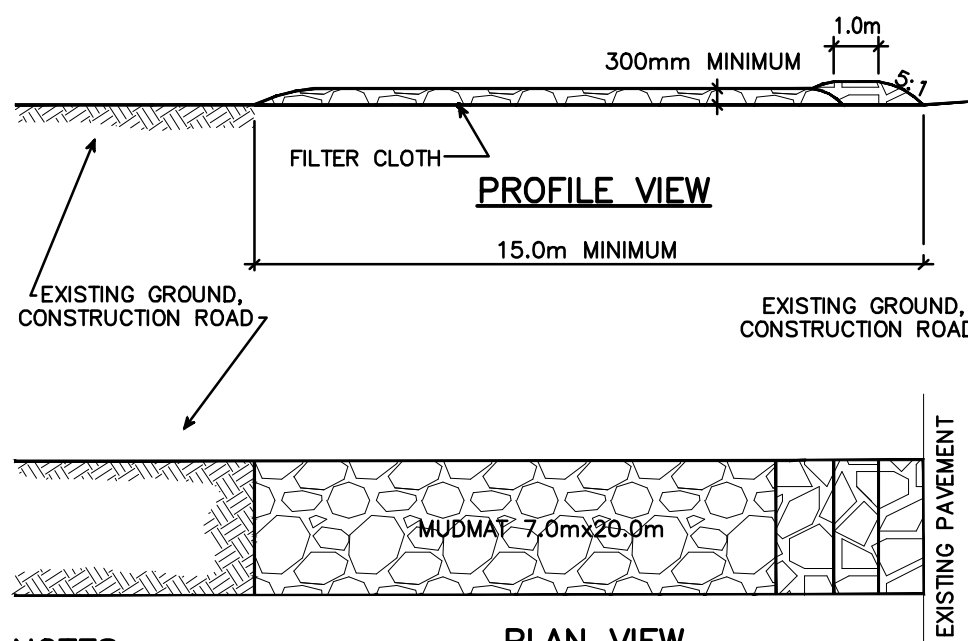 1.0m
300mm MINIMUM
5:1
FILTER CLOTH
PROFILE VIEW
15.0m MINIMUM
EXISTING GROUND,
CONSTRUCTION ROAD
EXISTING GROUND,
CONSTRUCTION ROAD
EXISTING PAVEMENT
MUDMAT 7.0mx20.0m
PLAN VIEW
NOTES